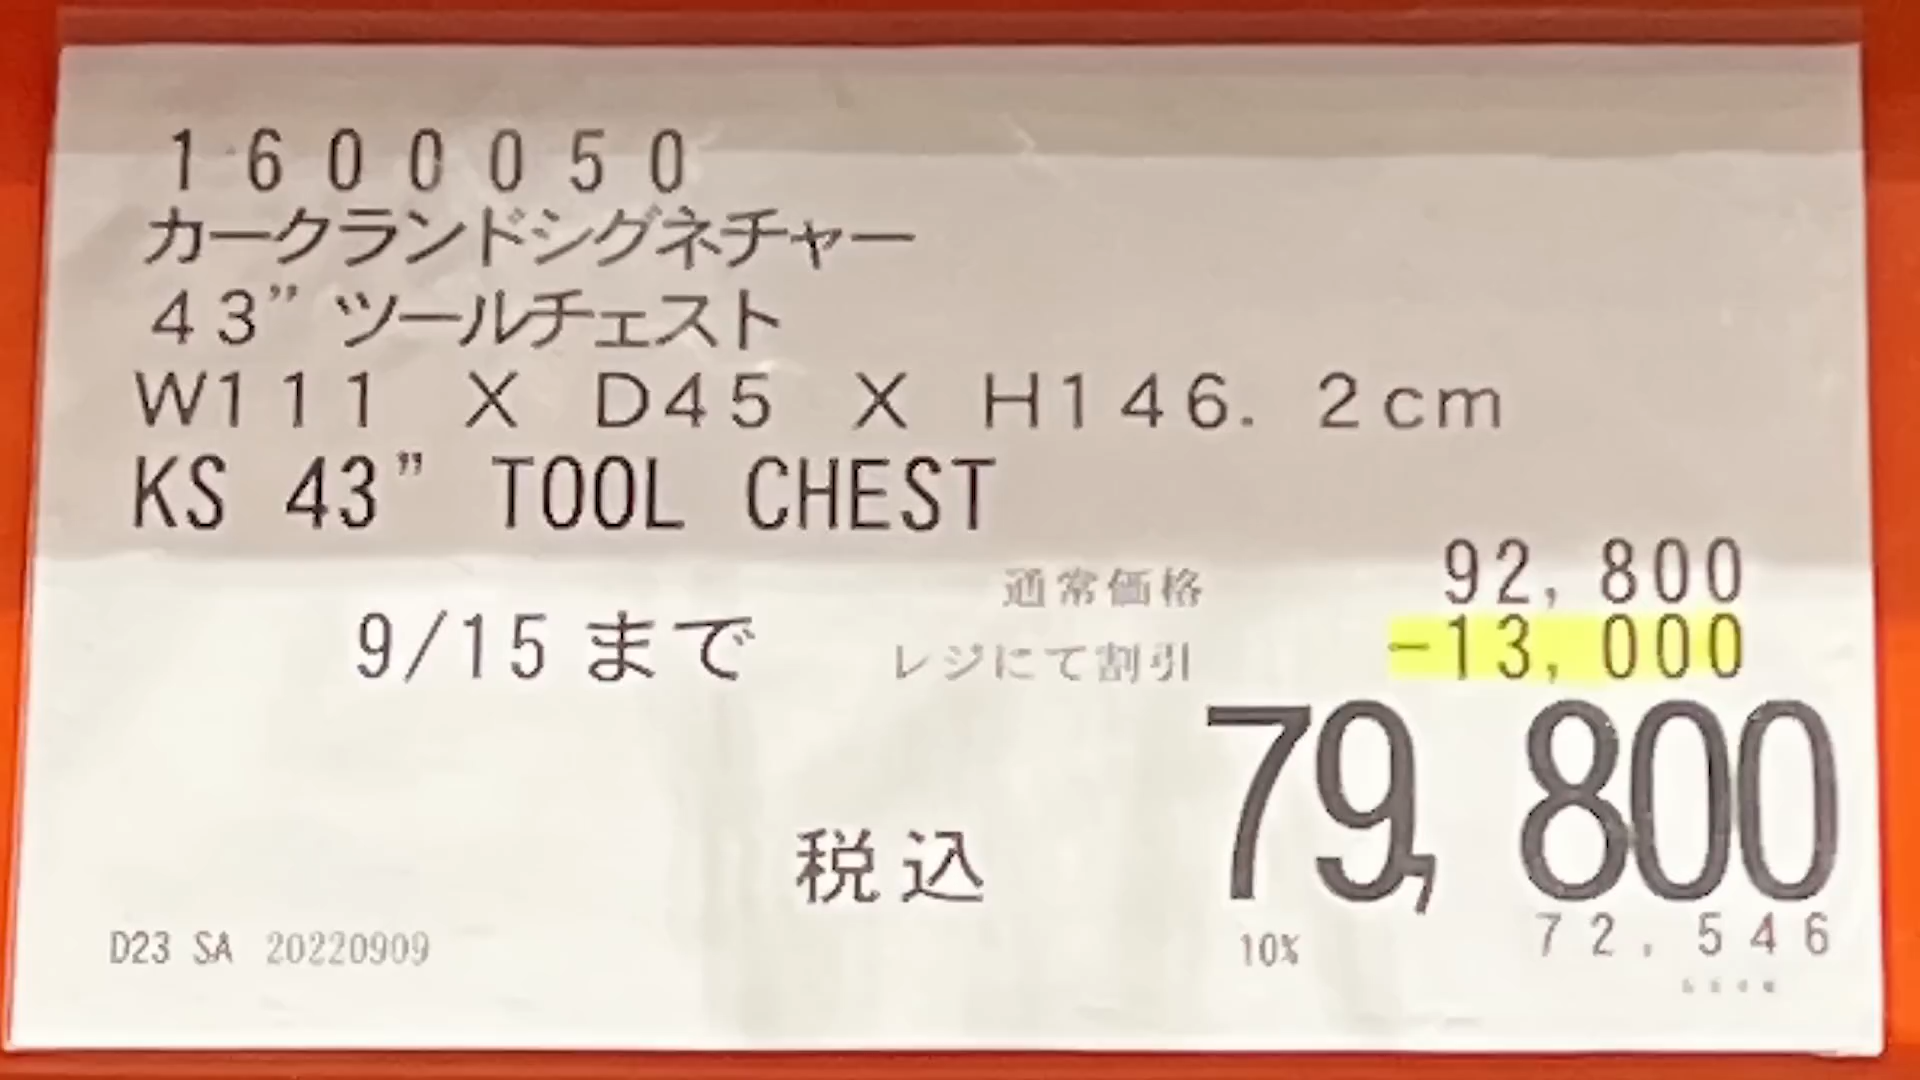 1600050
カークランドシグネチャー
43” ツールチェスト
W111 X D45 X H146.2cm
KS 43” TOOL CHEST
通常価格 92,800
9/15まで レジにて割引 -13,000
79,800
税込
10% 72,546
D23 SA 20220909